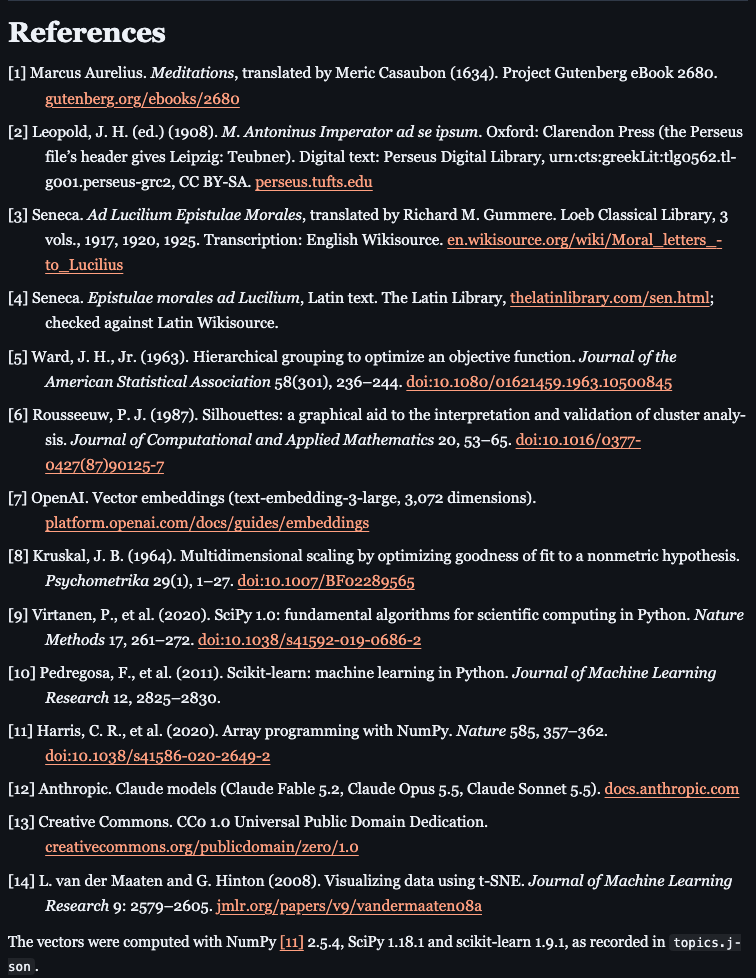 References
[1] Marcus Aurelius. Meditations, translated by Meric Casaubon (1634). Project Gutenberg eBook 2680.
gutenberg.org/ebooks/2680
[2] Leopold, J. H. (ed.) (1908). M. Antoninus Imperator ad se ipsum. Oxford: Clarendon Press (the Perseus
file’s header gives Leipzig: Teubner). Digital text: Perseus Digital Library, urn:cts:greekLit:tlg0562.tl-
g001.perseus-grc2, CC BY-SA. perseus.tufts.edu
[3] Seneca. Ad Lucilium Epistulae Morales, translated by Richard M. Gummere. Loeb Classical Library, 3
vols., 1917, 1920, 1925. Transcription: English Wikisource. en.wikisource.org/wiki/Moral_letters_-
to_Lucilius
[4] Seneca. Epistulae morales ad Lucilium, Latin text. The Latin Library, thelatinlibrary.com/sen.html;
checked against Latin Wikisource.
[5] Ward, J. H., Jr. (1963). Hierarchical grouping to optimize an objective function. Journal of the
American Statistical Association 58(301), 236–244. doi:10.1080/01621459.1963.10500845
[6] Rousseeuw, P. J. (1987). Silhouettes: a graphical aid to the interpretation and validation of cluster analy-
sis. Journal of Computational and Applied Mathematics 20, 53–65. doi:10.1016/0377-
0427(87)90125-7
[7] OpenAI. Vector embeddings (text-embedding-3-large, 3,072 dimensions).
platform.openai.com/docs/guides/embeddings
[8] Kruskal, J. B. (1964). Multidimensional scaling by optimizing goodness of fit to a nonmetric hypothesis.
Psychometrika 29(1), 1–27. doi:10.1007/BF02289565
[9] Virtanen, P., et al. (2020). SciPy 1.0: fundamental algorithms for scientific computing in Python. Nature
Methods 17, 261–272. doi:10.1038/s41592-019-0686-2
[10] Pedregosa, F., et al. (2011). Scikit-learn: machine learning in Python. Journal of Machine Learning
Research 12, 2825–2830.
[11] Harris, C. R., et al. (2020). Array programming with NumPy. Nature 585, 357–362.
doi:10.1038/s41586-020-2649-2
[12] Anthropic. Claude models (Claude Fable 5.2, Claude Opus 5.5, Claude Sonnet 5.5). docs.anthropic.com
[13] Creative Commons. CC0 1.0 Universal Public Domain Dedication.
creativecommons.org/publicdomain/zero/1.0
[14] L. van der Maaten and G. Hinton (2008). Visualizing data using t-SNE. Journal of Machine Learning
Research 9: 2579–2605. jmlr.org/papers/v9/vandermaaten08a
The vectors were computed with NumPy [11] 2.5.4, SciPy 1.18.1 and scikit-learn 1.9.1, as recorded in topics.j-
son.